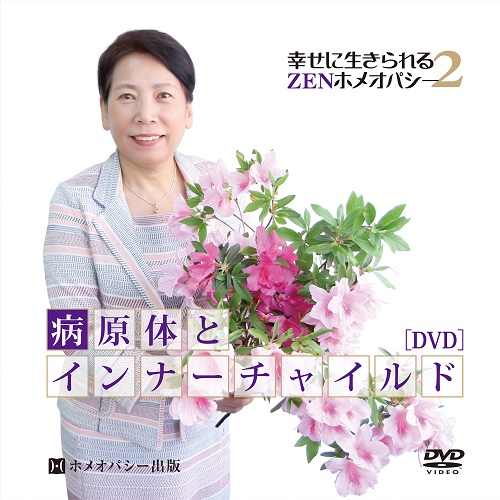 幸せに生きられる
ZENホメオパシー2
病原体と
[DVD]
インナーチャイルド
ホメオパシー出版
DVD
VIDEO